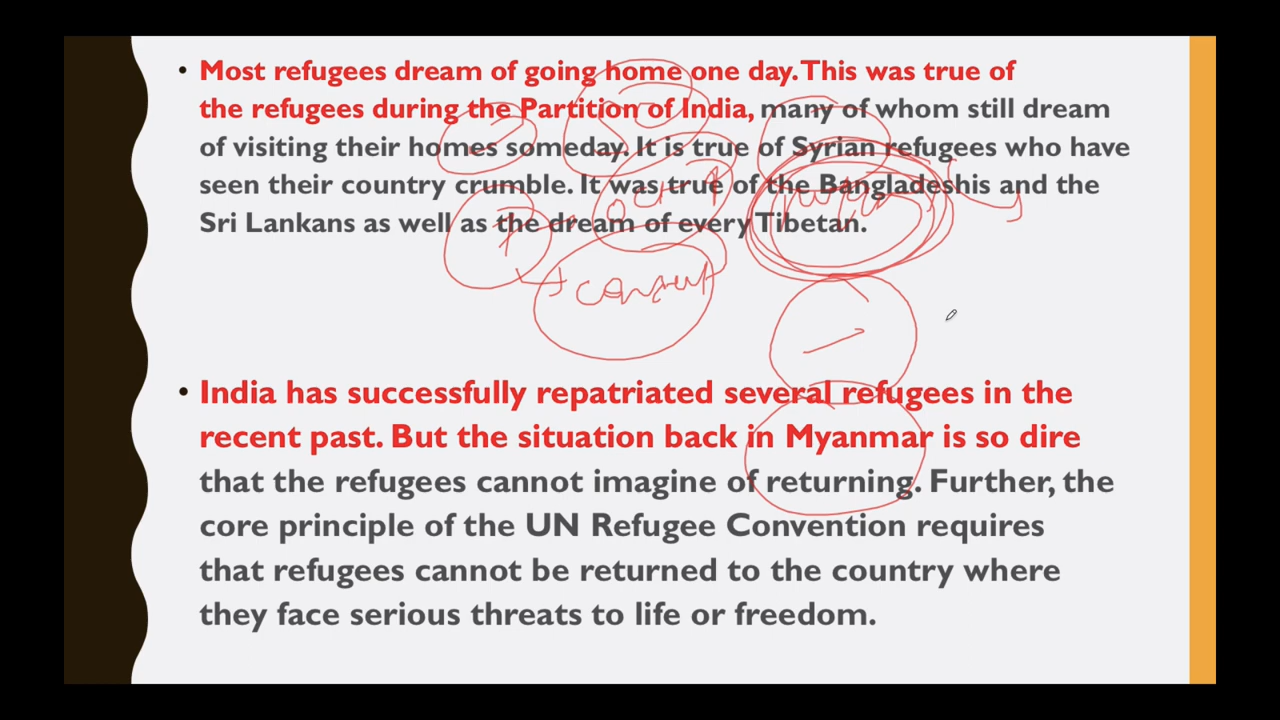 • Most refugees dream of going home one day. This was true of
the refugees during the Partition of India, many of whom still dream
of visiting their homes someday. It is true of Syrian refugees who have
seen their country crumble. It was true of the Bangladeshis and the
Sri Lankans as well as the dream of every Tibetan.
• India has successfully repatriated several refugees in the
recent past. But the situation back in Myanmar is so dire
that the refugees cannot imagine of returning. Further, the
core principle of the UN Refugee Convention requires
that refugees cannot be returned to the country where
they face serious threats to life or freedom.